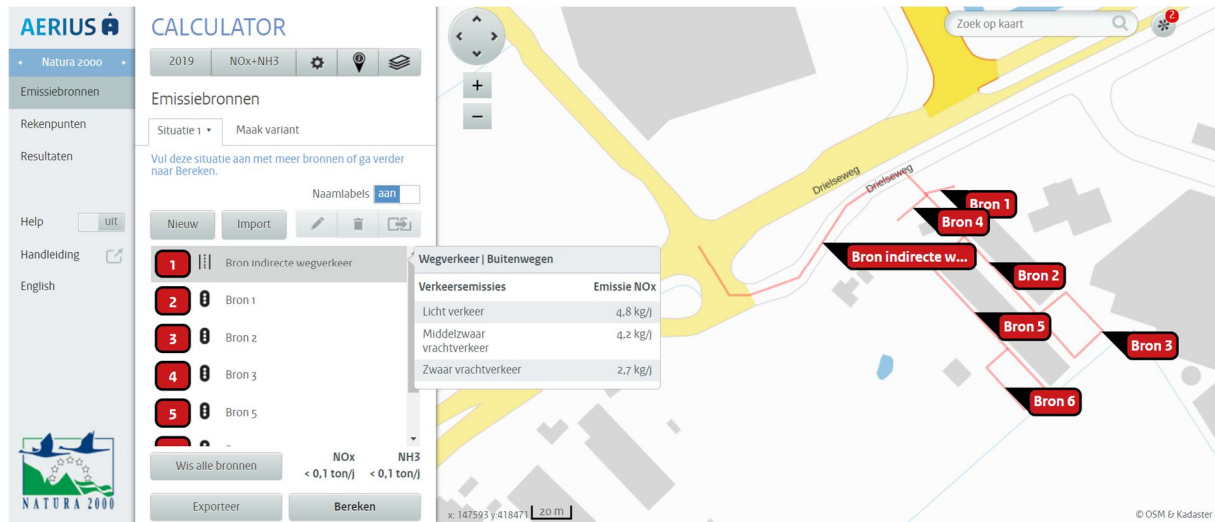 AERIUS
Natura 2000
Emissiebronnen
Rekenpunten
Resultaten
Help uit
Handleiding
English
NATURA 2000
CALCULATOR
2019 NOx+NH3
Emissiebronnen
Situatie 1 Maak variant
Vul deze situatie aan met meer bronnen of ga verder
naar Bereken.
Naamlabels aan
Nieuw Import
1 Bron indirecte wegverkeer
2 Bron 1
3 Bron 2
4 Bron 3
5 Bron 5
NOx NH3
Wis alle bronnen < 0,1 ton/j < 0,1 ton/j
Exporteer Bereken
Wegverkeer | Buitenwegen
Verkeersemissies Emissie NOx
Licht verkeer 4,8 kg/j
Middelzwaar
vrachtverkeer 4,2 kg/j
Zwaar vrachtverkeer 2,7 kg/j
+
−
Zoek op kaart
2
Drielseweg
Drielseweg
Bron 1
Bron 4
Bron indirecte w...
Bron 2
Bron 5
Bron 3
Bron 6
x: 147593 y:418471 20 m
© OSM & Kadaster